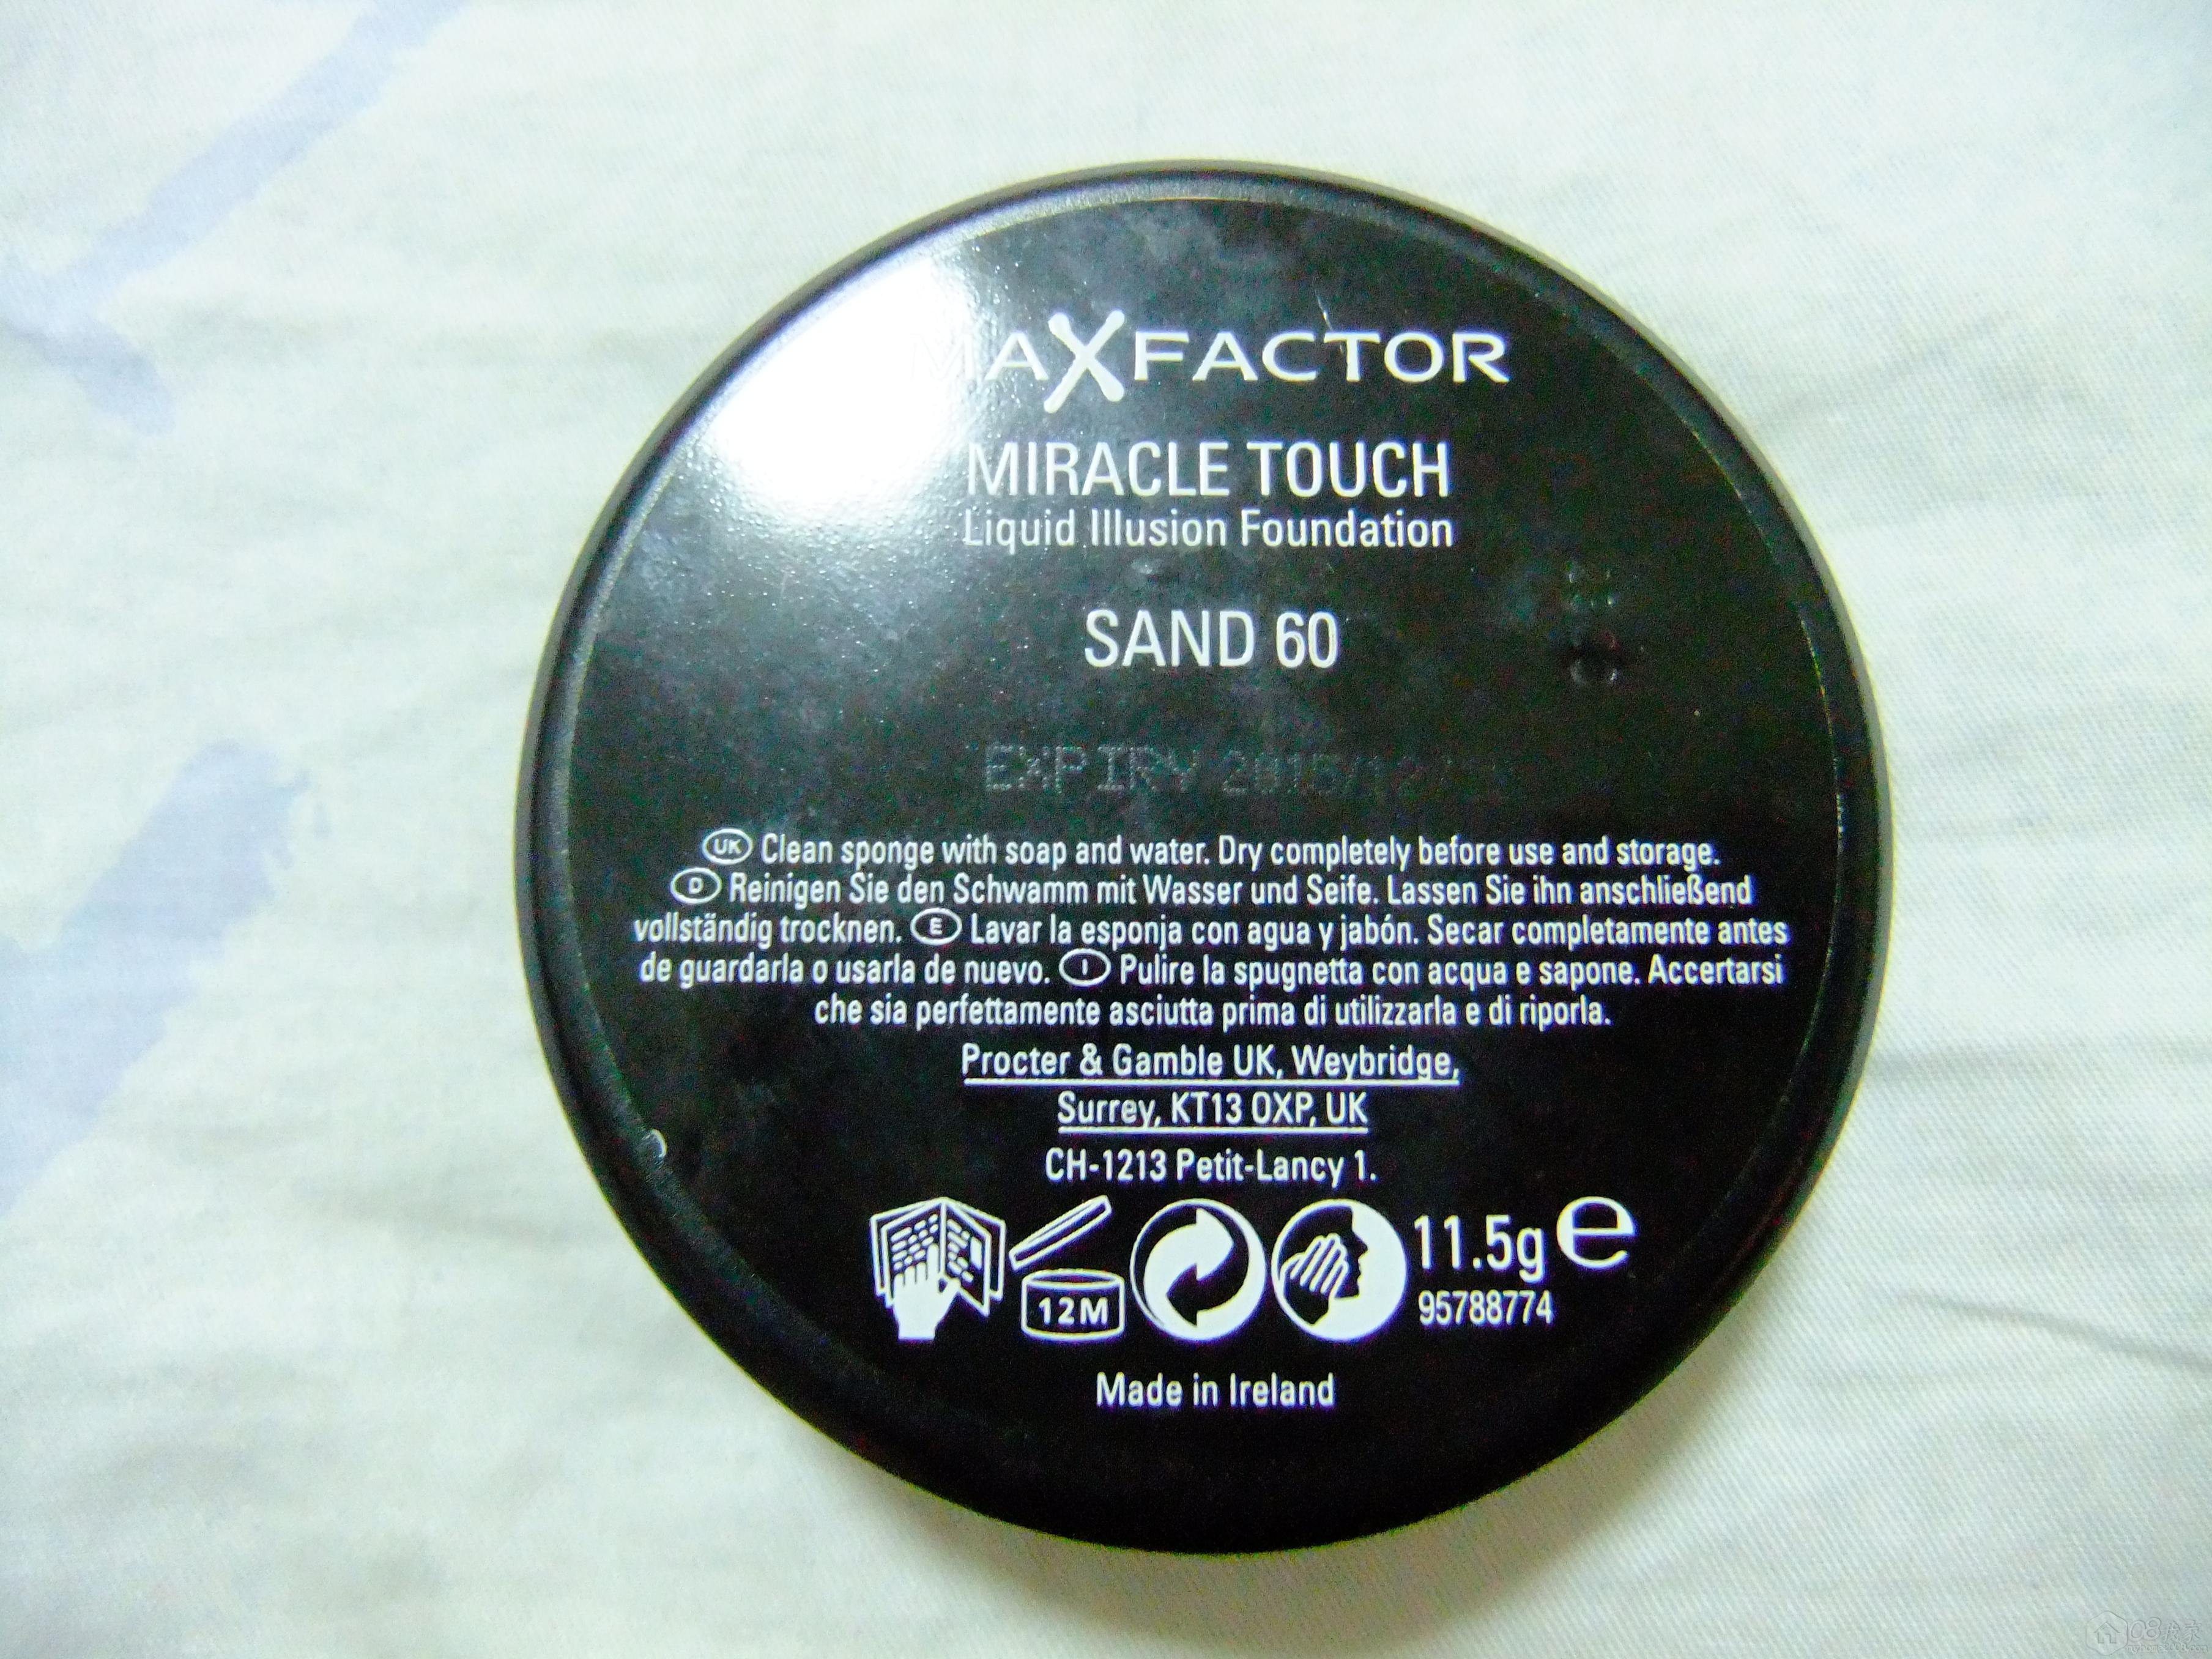 MAXFACTOR
MIRACLE TOUCH
Liquid Illusion Foundation
SAND 60
EXPIRY 2015/12
UK Clean sponge with soap and water. Dry completely before use and storage.
D Reinigen Sie den Schwamm mit Wasser und Seife. Lassen Sie ihn anschließend
vollständig trocknen. E Lavar la esponja con agua y jabón. Secar completamente antes
de guardarla o usarla de nuevo. I Pulire la spugnetta con acqua e sapone. Accertarsi
che sia perfettamente asciutta prima di utilizzarla e di riporla.
Procter & Gamble UK, Weybridge,
Surrey, KT13 0XP, UK
CH-1213 Petit-Lancy 1.
12M 11.5g e
95788774
Made in Ireland